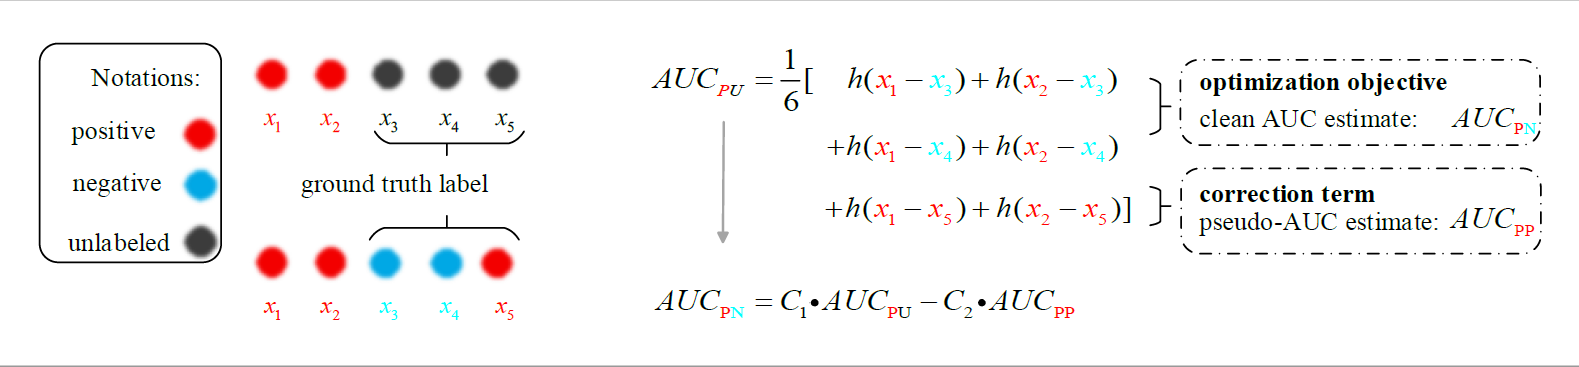 Notations:
positive
negative
unlabeled
x₁ x₂ x₃ x₄ x₅
ground truth label
x₁ x₂ x₃ x₄ x₅
AUC_PU = 1/6 [ h(x₁ − x₃) + h(x₂ − x₃)
+h(x₁ − x₄) + h(x₂ − x₄)
+h(x₁ − x₅) + h(x₂ − x₅)]
AUC_PN = C₁•AUC_PU − C₂•AUC_PP
optimization objective
clean AUC estimate: AUC_PN
correction term
pseudo-AUC estimate: AUC_PP